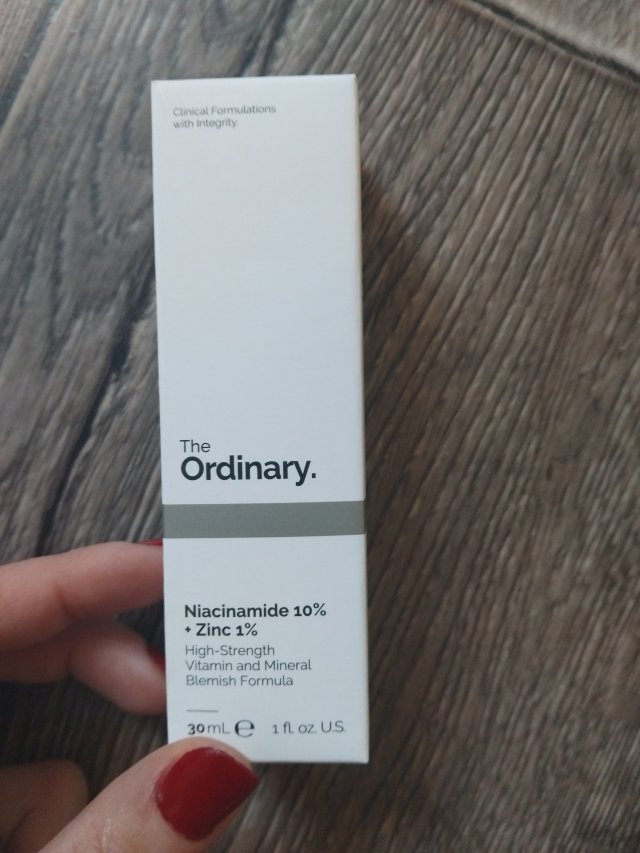 Clinical Formulations
with Integrity.
The
Ordinary.
Niacinamide 10%
+ Zinc 1%
High-Strength
Vitamin and Mineral
Blemish Formula
30 mL ℮ 1 fl. oz. U.S.